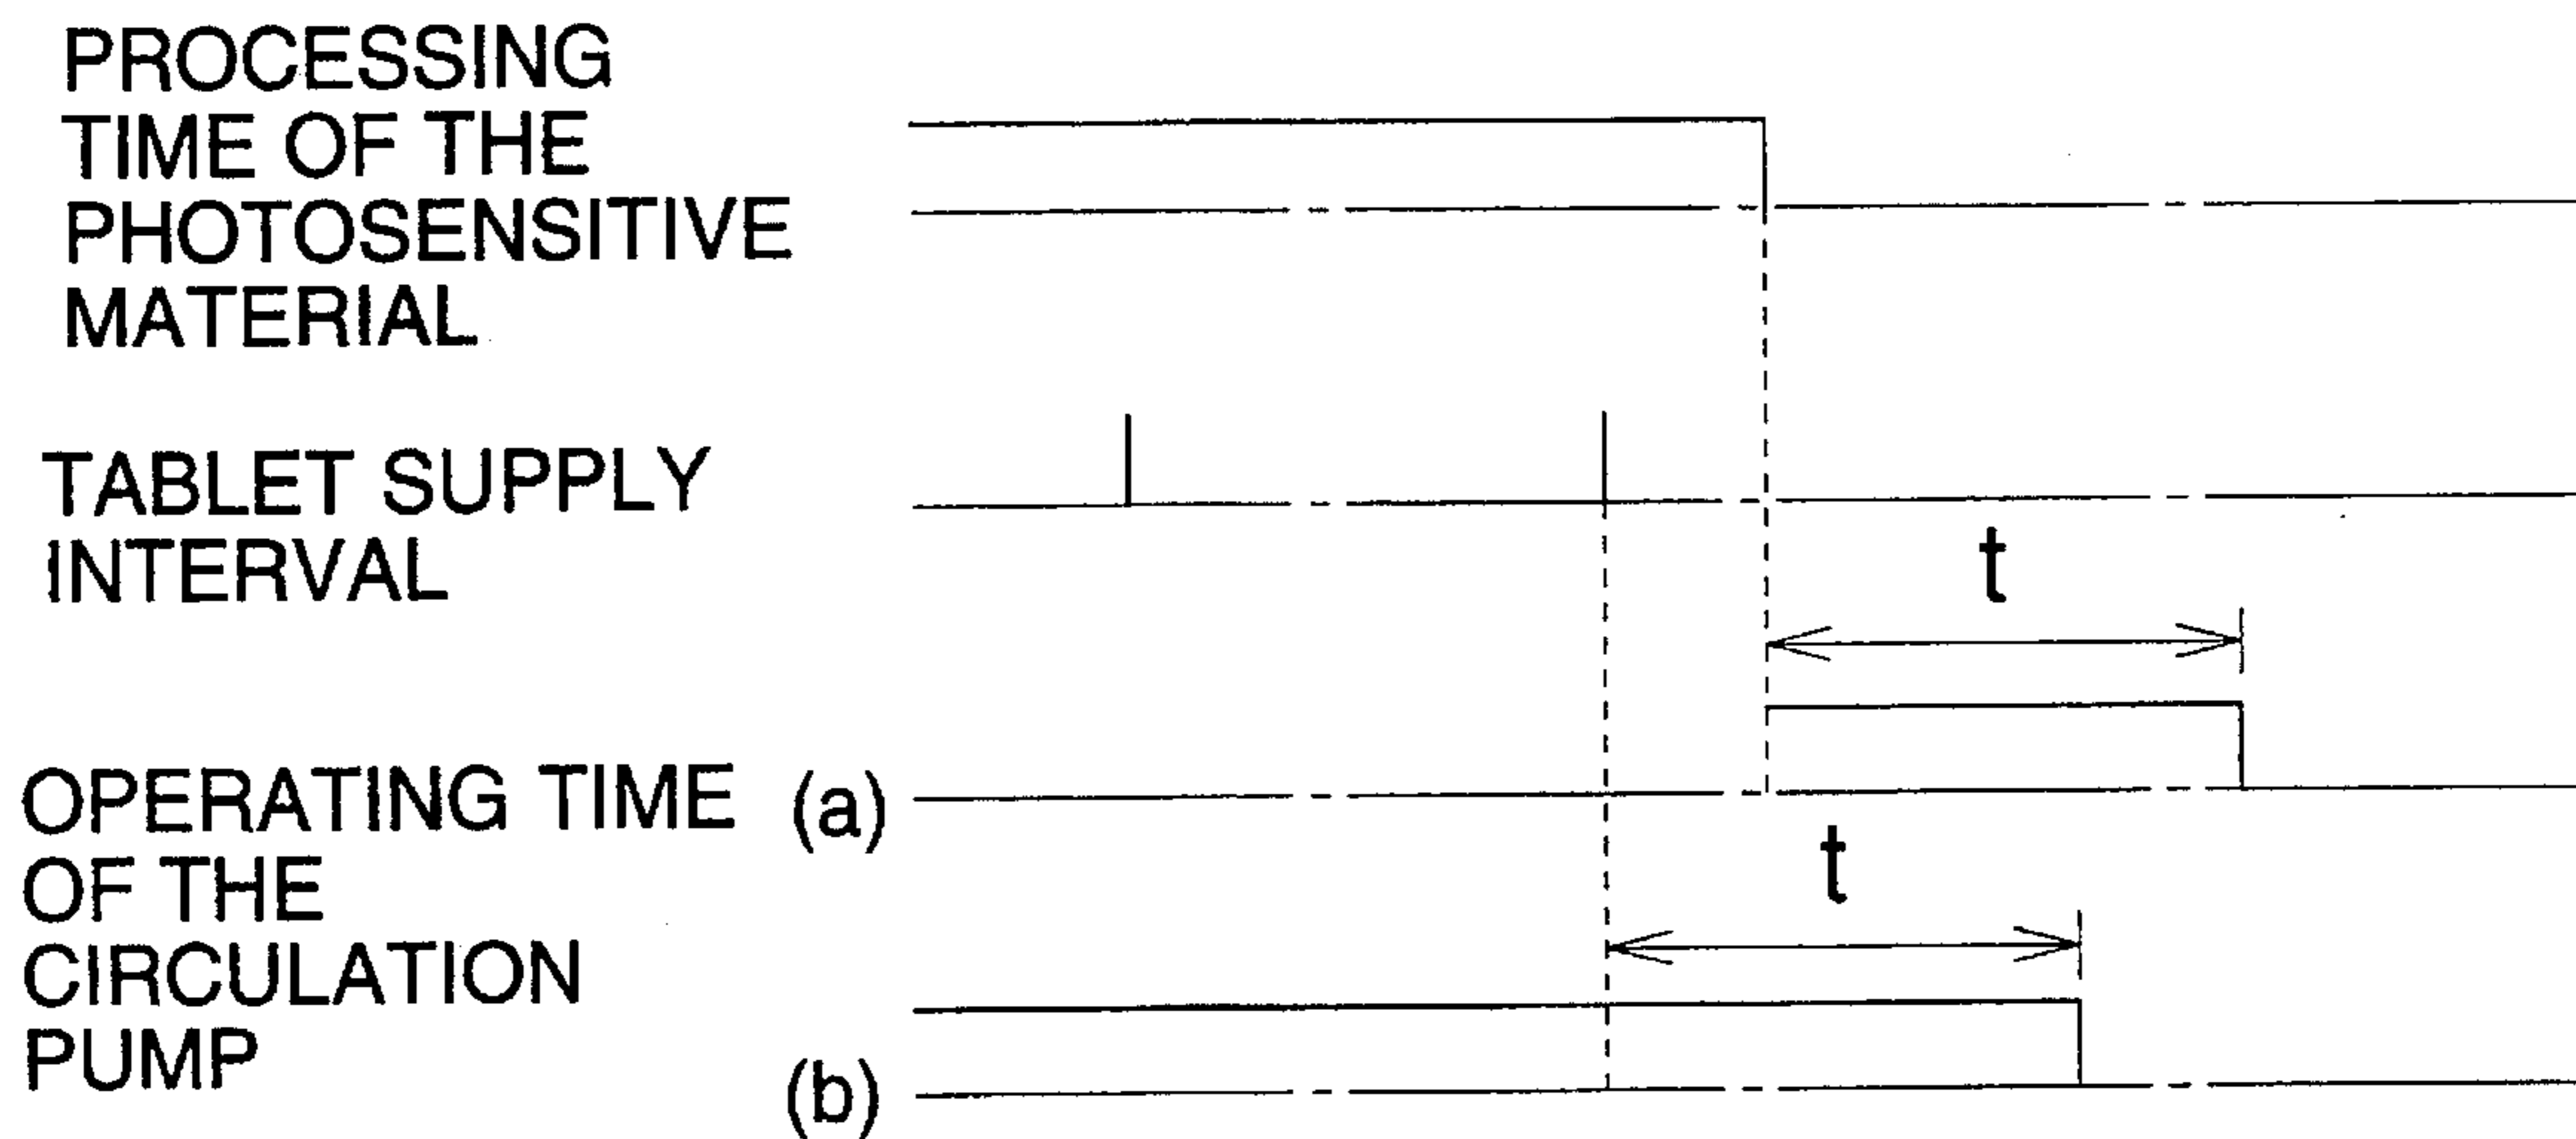 PROCESSING
TIME OF THE
PHOTOSENSITIVE
MATERIAL
TABLET SUPPLY
INTERVAL
t
OPERATING TIME (a)
OF THE
CIRCULATION
PUMP
t
(b)